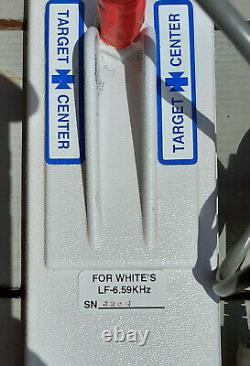 TARGET CENTER
TARGET CENTER
FOR WHITE'S
LF-6.59KHz
SN